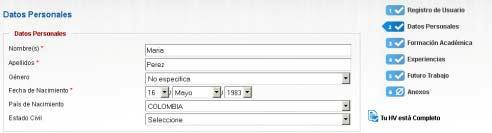 Datos Personales
Datos Personales
Nombre(s) * Maria
Apellidos * Perez
Género No especifica
Fecha de Nacimiento * 16 / Mayo / 1983
País de Nacimiento COLOMBIA
Estado Civil Seleccione
1 Registro de Usuario
2 Datos Personales
3 Formación Académica
4 Experiencias
5 Futuro Trabajo
6 Anexos
Tu HV está Completo